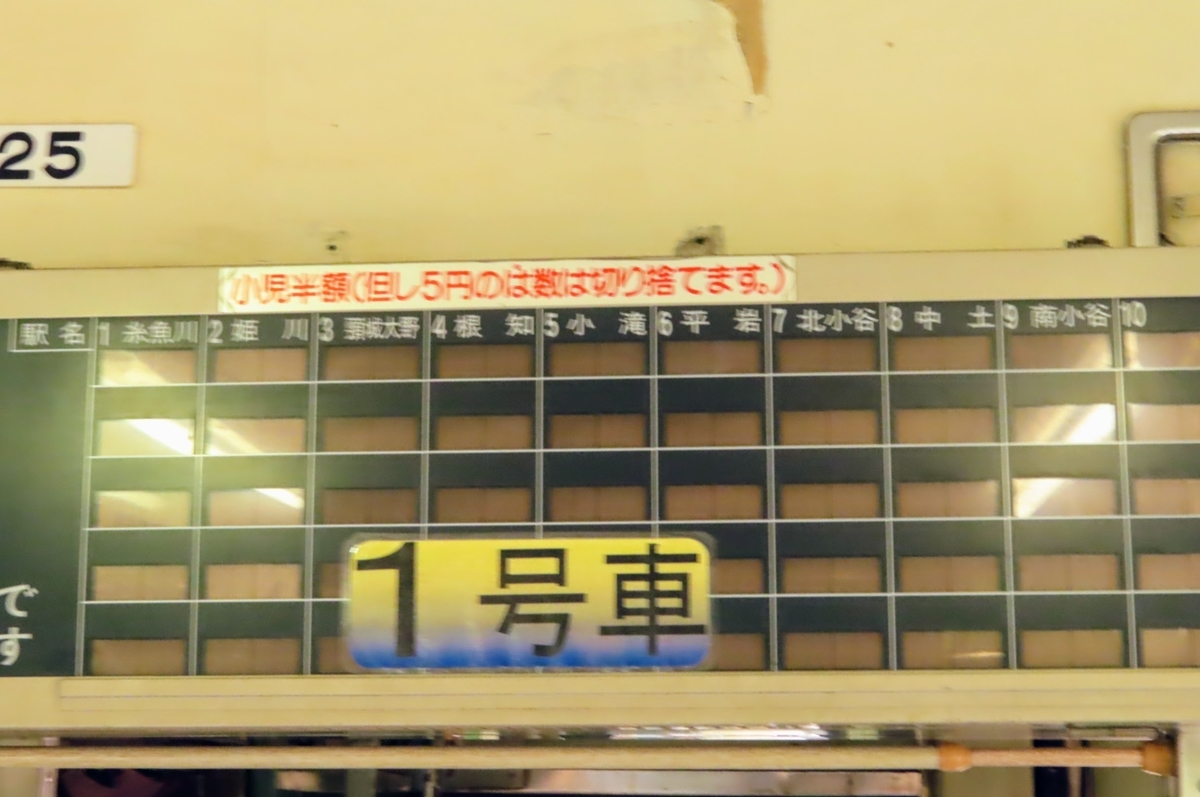 25
小児半額(但し5円のは数は切り捨てます。)
駅名 1 糸魚川 2 姫川 3 頸城大野 4 根知 5 小滝 6 平岩 7 北小谷 8 中土 9 南小谷 10
1号車
です